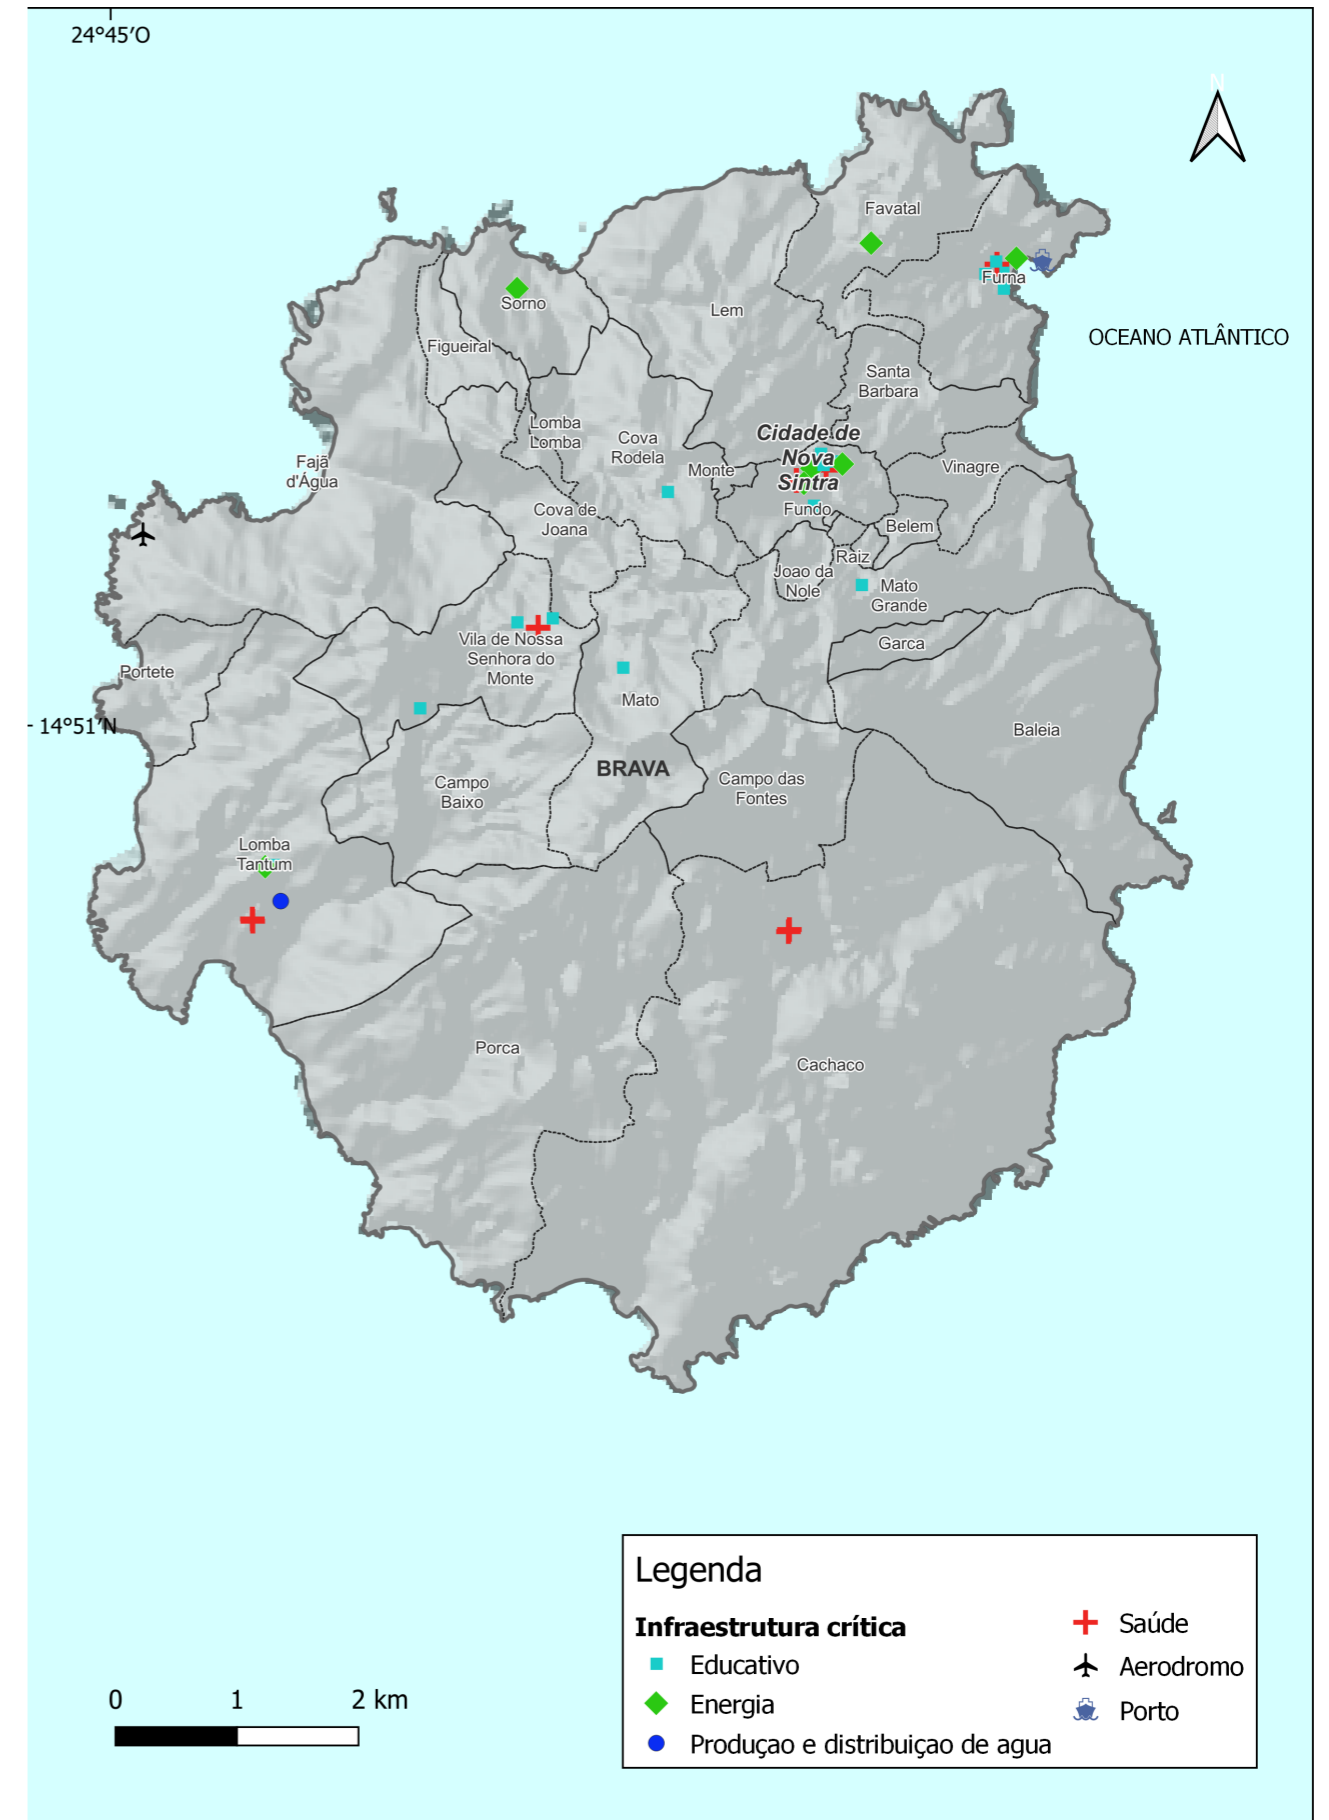 24°45'O
N
Favatal
Furna
Sorno
Lem
OCEANO ATLÂNTICO
Figueiral
Santa
Barbara
Lomba
Lomba
Cova
Rodela
Cidade de
Nova
Sintra
Monte
Vinagre
Fajã
d'Água
Cova de
Joana
Fundo
Belem
Raiz
Joao da
Nole
Mato
Grande
Garca
Vila de Nossa
Senhora do
Monte
Portete
Mato
14°51'N
Baleia
BRAVA
Campo
Baixo
Campo das
Fontes
Lomba
Tantum
Porca
Cachaco
Legenda
Infraestrutura crítica
Educativo
Energia
Produçao e distribuiçao de agua
Saúde
Aerodromo
Porto
0 1 2 km